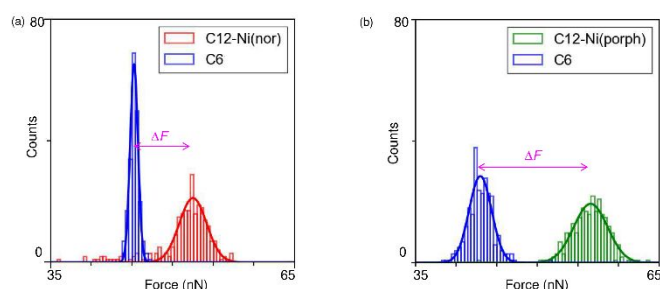 (a)
80
C12-Ni(nor)
C6
ΔF
Counts
0
35
Force (nN)
65
(b)
80
C12-Ni(porph)
C6
ΔF
Counts
0
35
Force (nN)
65